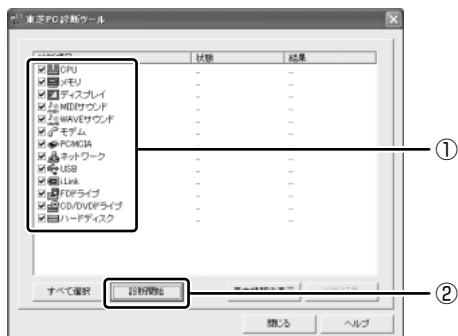 東芝PC診断ツール
状態 結果
CPU
メモリ
ディスプレイ
MIDIサウンド
WAVEサウンド
モデム
PCMCIA
ネットワーク
USB
i.Link
FDドライブ
CD/DVDドライブ
ハードディスク
①
すべて選択 診断開始
②
閉じる ヘルプ